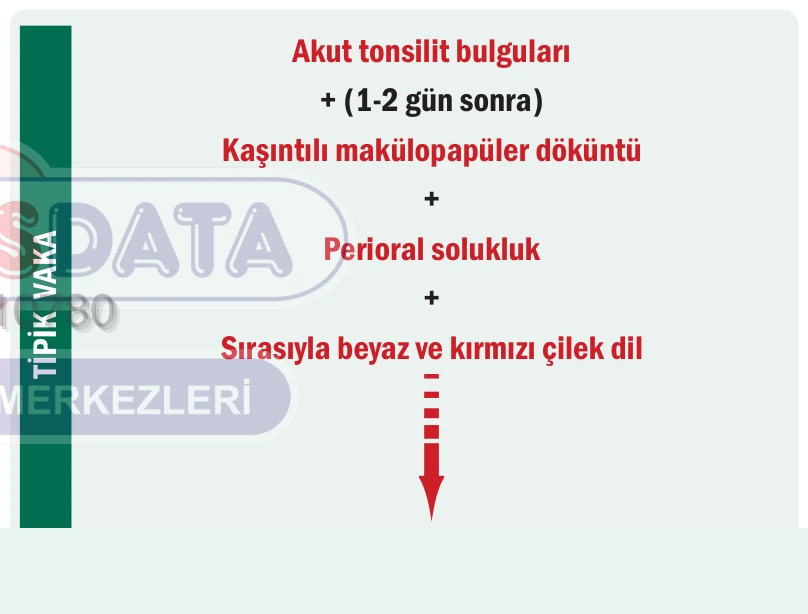 Akut tonsilit bulguları
+ (1-2 gün sonra)
Kaşıntılı makülopapüler döküntü
+
Perioral solukluk
+
Sırasıyla beyaz ve kırmızı çilek dil
TİPİK VAKA
SDATA
MERKEZLERİ